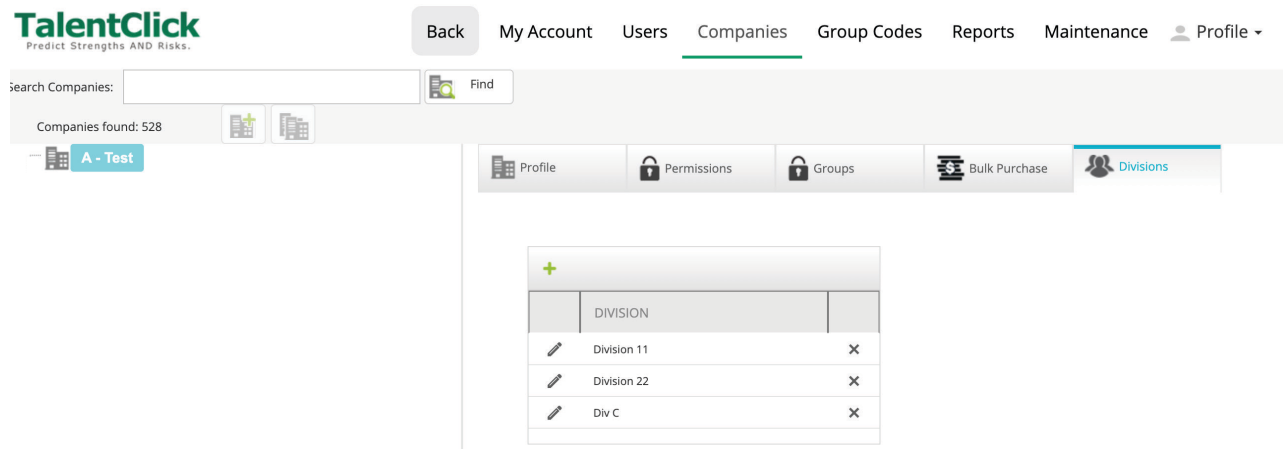 TalentClick
Predict Strengths AND Risks.
Back My Account Users Companies Group Codes Reports Maintenance Profile
Search Companies: Find
Companies found: 528
A - Test
Profile Permissions Groups Bulk Purchase Divisions
DIVISION
Division 11
Division 22
Div C